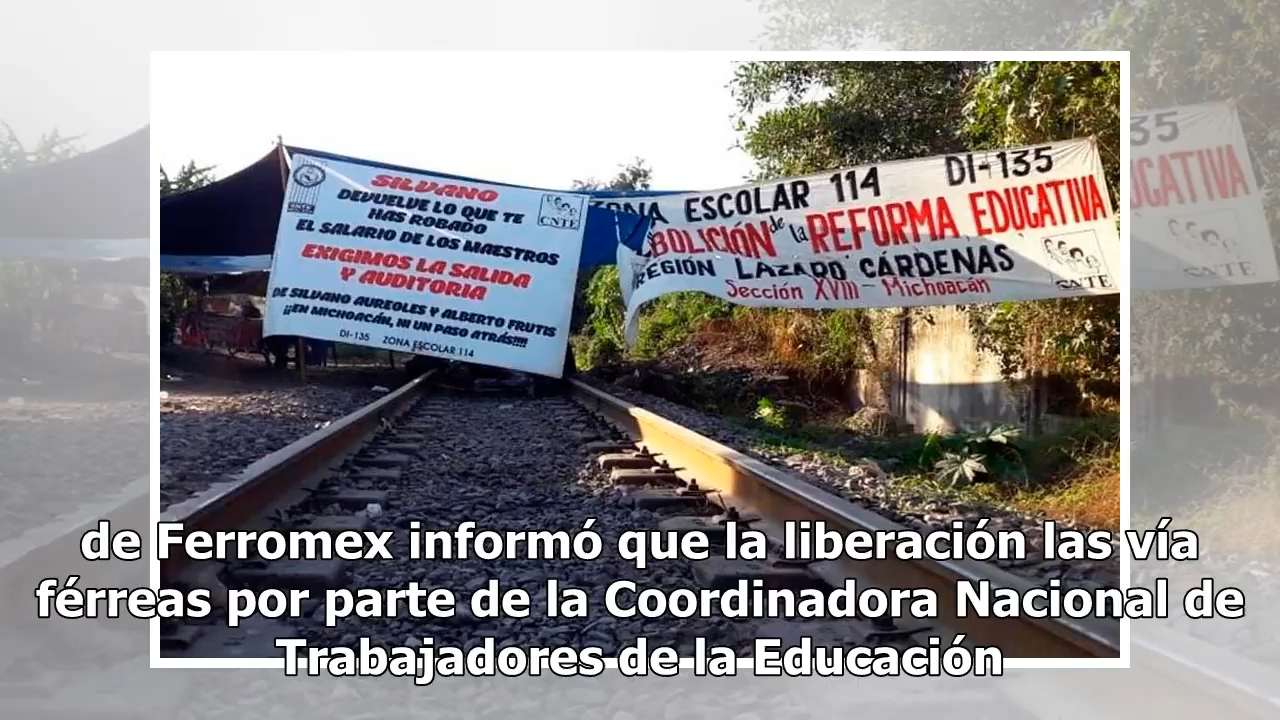 SILVANO
DEVUELVE LO QUE TE
HAS ROBADO
EL SALARIO DE LOS MAESTROS
EXIGIMOS LA SALIDA
Y AUDITORIA
DE SILVANO AUREOLES Y ALBERTO FRUTIS
¡¡EN MICHOACÁN, NI UN PASO ATRÁS!!!!
DI-135 ZONA ESCOLAR 114
CNTE
ZONA ESCOLAR 114 DI-135
ABOLICIÓN de la REFORMA EDUCATIVA
REGIÓN LAZARO CÁRDENAS
Sección XVIII - Michoacán
CNTE
35
UCATIVA
CNTE
de Ferromex informó que la liberación las vía
férreas por parte de la Coordinadora Nacional de
Trabajadores de la Educación